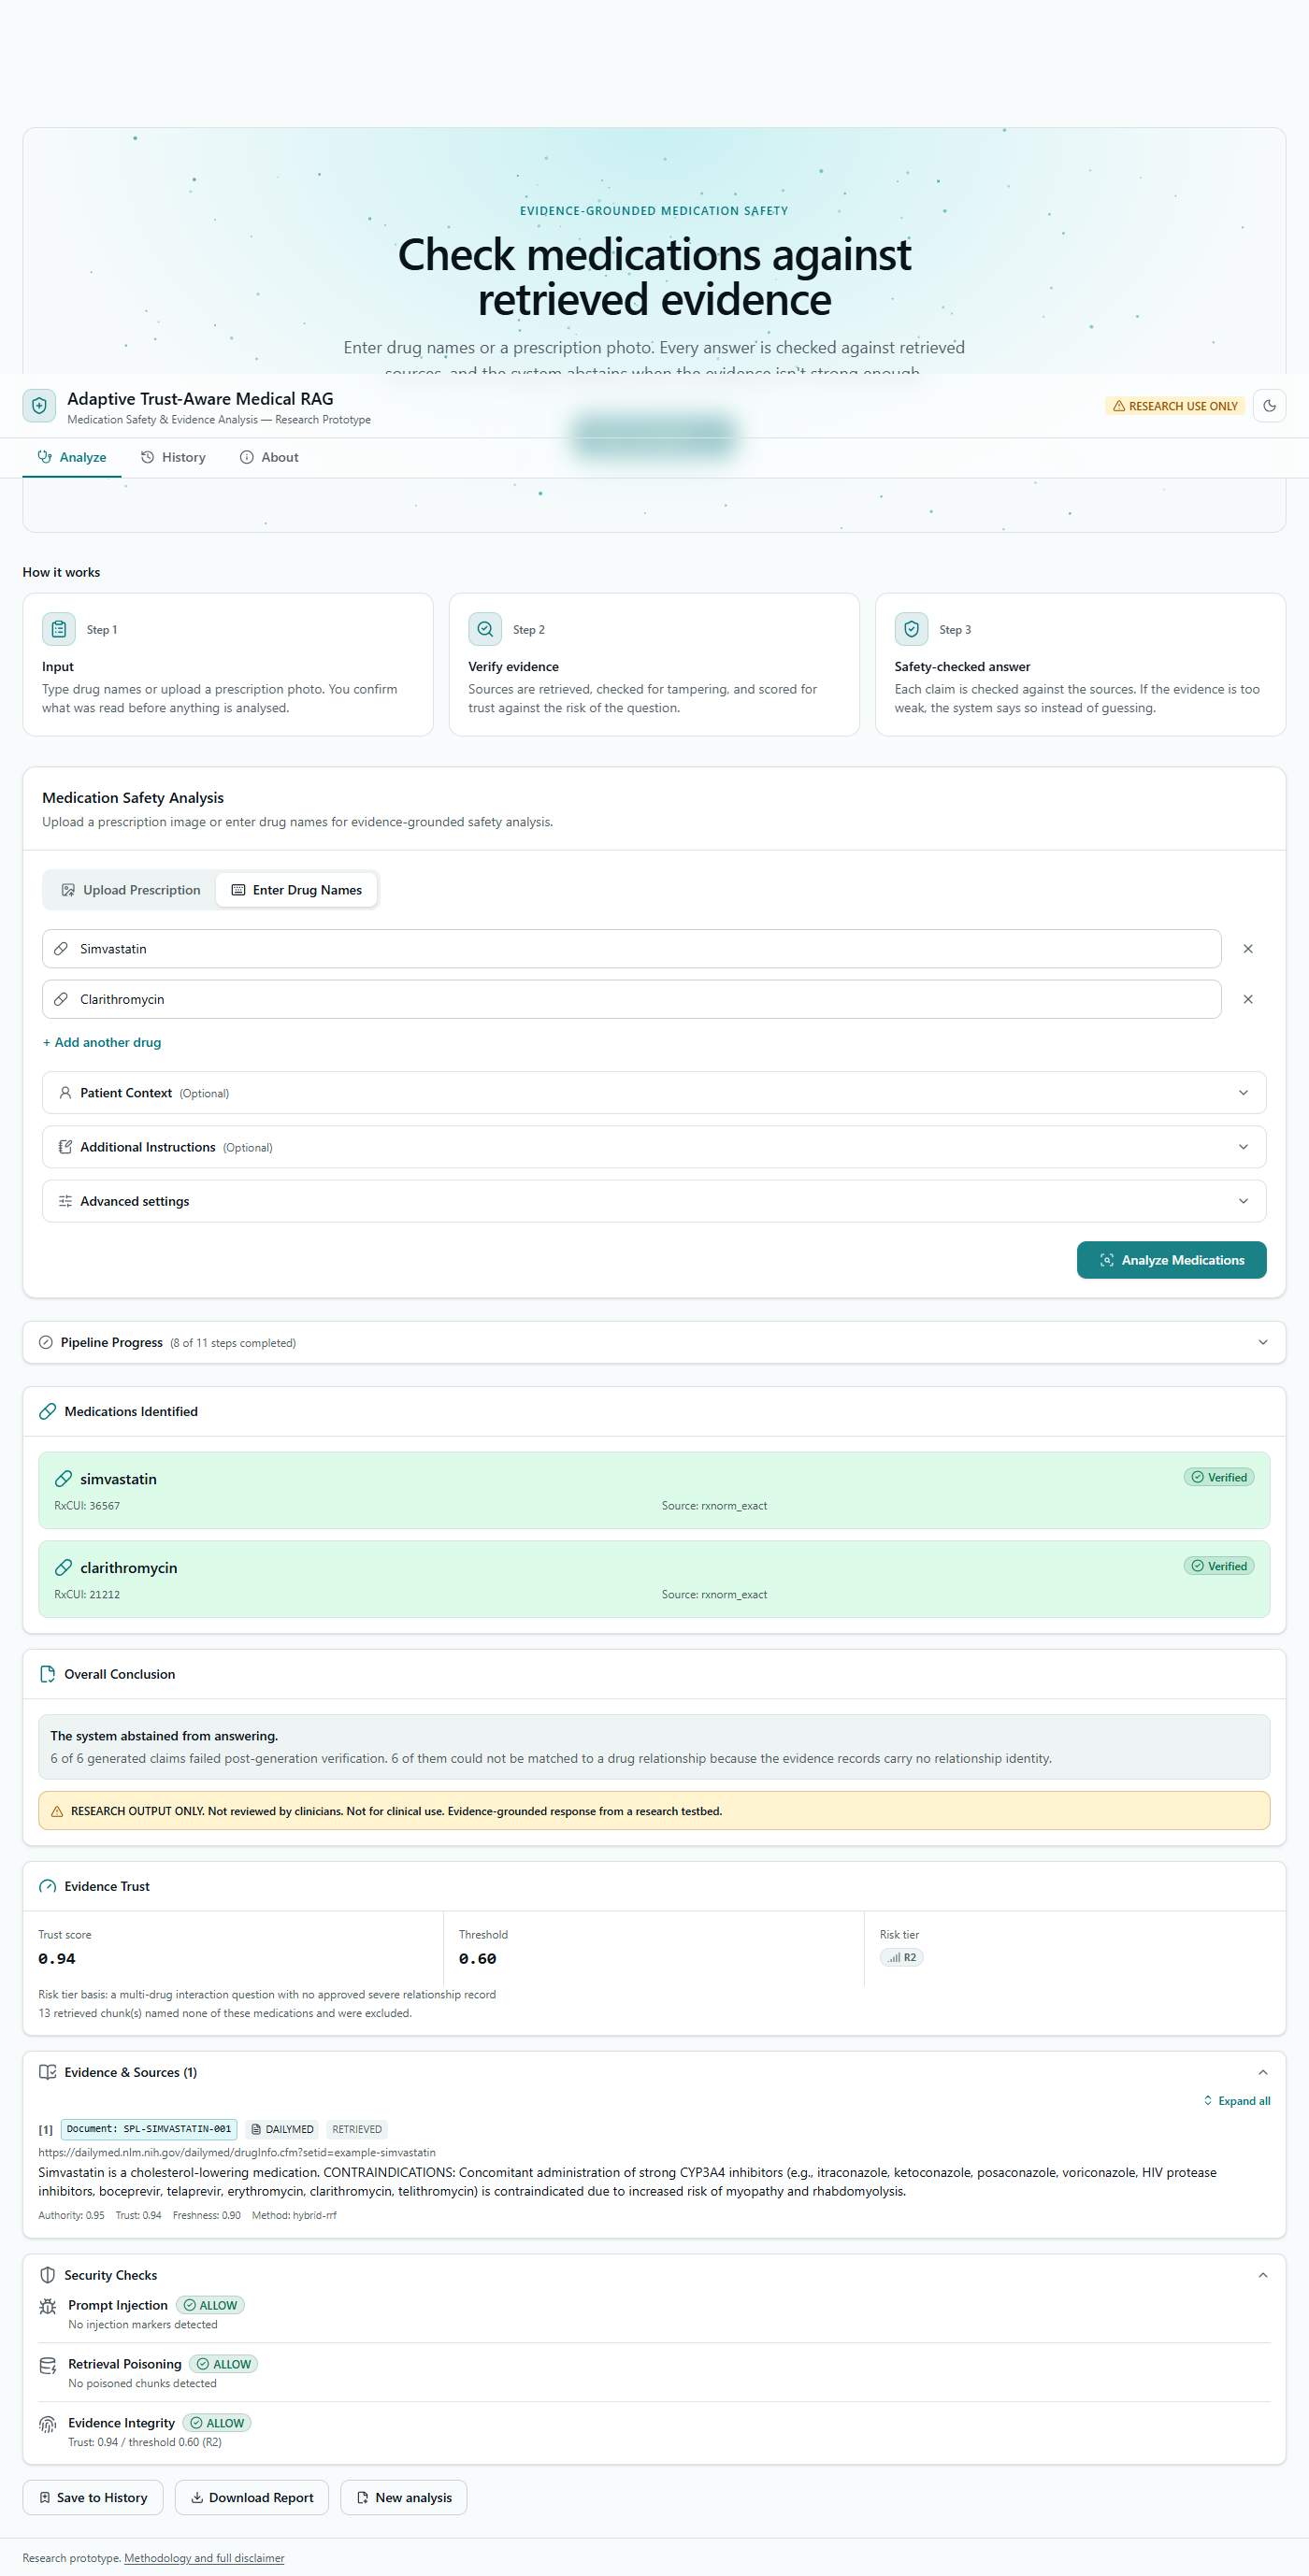 EVIDENCE-GROUNDED MEDICATION SAFETY
Check medications against
retrieved evidence
Enter drug names or a prescription photo. Every answer is checked against retrieved
sources, and the system abstains when the evidence isn't strong enough.
Adaptive Trust-Aware Medical RAG
Medication Safety & Evidence Analysis — Research Prototype
RESEARCH USE ONLY
Analyze
History
About
How it works
Step 1
Input
Type drug names or upload a prescription photo. You confirm
what was read before anything is analysed.
Step 2
Verify evidence
Sources are retrieved, checked for tampering, and scored for
trust against the risk of the question.
Step 3
Safety-checked answer
Each claim is checked against the sources. If the evidence is too
weak, the system says so instead of guessing.
Medication Safety Analysis
Upload a prescription image or enter drug names for evidence-grounded safety analysis.
Upload Prescription
Enter Drug Names
Simvastatin
Clarithromycin
+ Add another drug
Patient Context (Optional)
Additional Instructions (Optional)
Advanced settings
Analyze Medications
Pipeline Progress (8 of 11 steps completed)
Medications Identified
simvastatin
Verified
RxCUI: 36567
Source: rxnorm_exact
clarithromycin
Verified
RxCUI: 21212
Source: rxnorm_exact
Overall Conclusion
The system abstained from answering.
6 of 6 generated claims failed post-generation verification. 6 of them could not be matched to a drug relationship because the evidence records carry no relationship identity.
RESEARCH OUTPUT ONLY. Not reviewed by clinicians. Not for clinical use. Evidence-grounded response from a research testbed.
Evidence Trust
Trust score
0.94
Threshold
0.60
Risk tier
R2
Risk tier basis: a multi-drug interaction question with no approved severe relationship record
13 retrieved chunk(s) named none of these medications and were excluded.
Evidence & Sources (1)
Expand all
[1] Document: SPL-SIMVASTATIN-001 DAILYMED RETRIEVED
https://dailymed.nlm.nih.gov/dailymed/drugInfo.cfm?setid=example-simvastatin
Simvastatin is a cholesterol-lowering medication. CONTRAINDICATIONS: Concomitant administration of strong CYP3A4 inhibitors (e.g., itraconazole, ketoconazole, posaconazole, voriconazole, HIV protease
inhibitors, boceprevir, telaprevir, erythromycin, clarithromycin, telithromycin) is contraindicated due to increased risk of myopathy and rhabdomyolysis.
Authority: 0.95 Trust: 0.94 Freshness: 0.90 Method: hybrid-rrf
Security Checks
Prompt Injection ALLOW
No injection markers detected
Retrieval Poisoning ALLOW
No poisoned chunks detected
Evidence Integrity ALLOW
Trust: 0.94 / threshold 0.60 (R2)
Save to History
Download Report
New analysis
Research prototype. Methodology and full disclaimer